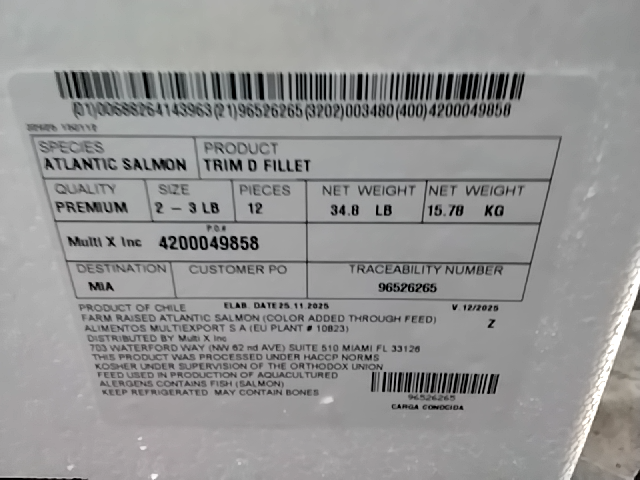 (01)00688264143963(21)96526265(3202)003480(400)4200049858
SPECIES PRODUCT
ATLANTIC SALMON TRIM D FILLET
QUALITY SIZE PIECES NET WEIGHT NET WEIGHT
PREMIUM 2 - 3 LB 12 34.8 LB 15.78 KG
P.O.#
Multi X Inc 4200049858
DESTINATION CUSTOMER PO TRACEABILITY NUMBER
MIA 96526265
PRODUCT OF CHILE ELAB. DATE25.11.2025 V. 12/2025
FARM RAISED ATLANTIC SALMON (COLOR ADDED THROUGH FEED) Z
ALIMENTOS MULTIEXPORT S A (EU PLANT # 10823)
DISTRIBUTED BY Multi X Inc
703 WATERFORD WAY (NW 62 nd AVE) SUITE 510 MIAMI FL 33126
THIS PRODUCT WAS PROCESSED UNDER HACCP NORMS
KOSHER UNDER SUPERVISION OF THE ORTHODOX UNION
FEED USED IN PRODUCTION OF AQUACULTURED
ALERGENS CONTAINS FISH (SALMON)
KEEP REFRIGERATED MAY CONTAIN BONES
96526265
CARGA CONOCIDA